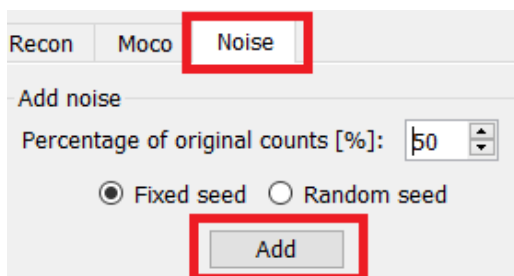 Recon Moco Noise
Add noise
Percentage of original counts [%]: 50
Fixed seed Random seed
Add